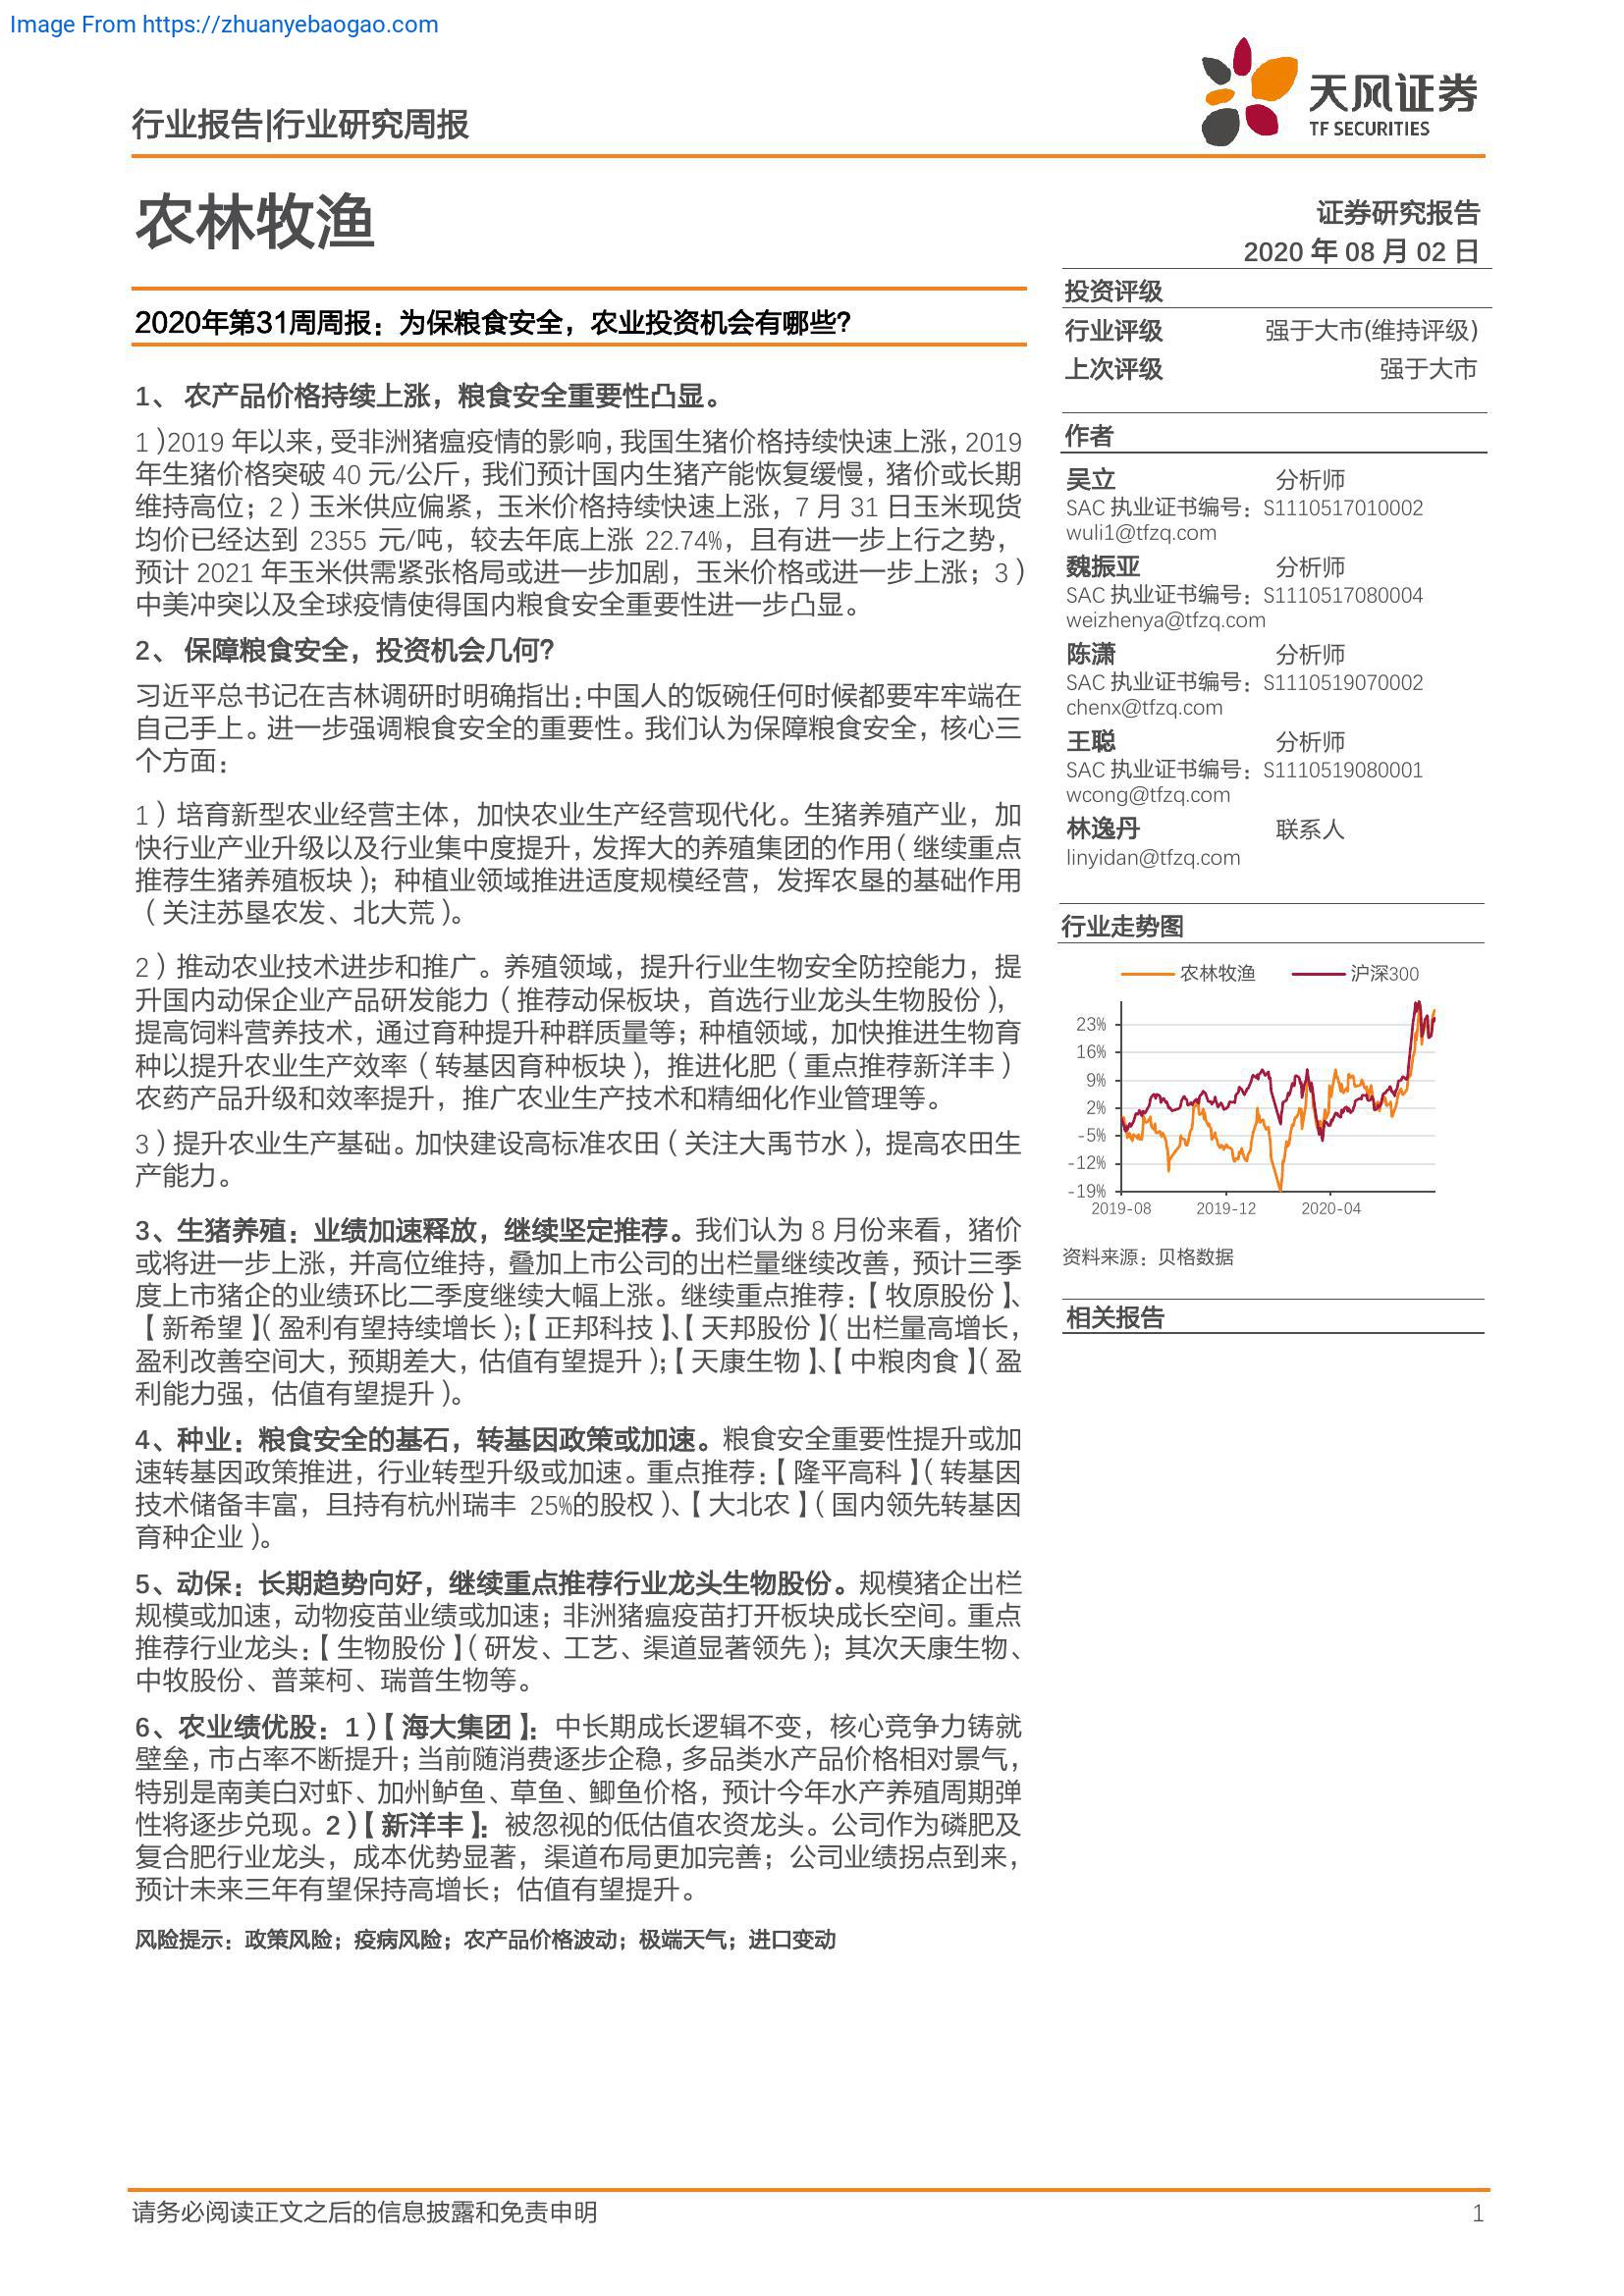 Image From https://zhuanyebaogao.com
行业报告|行业研究周报
天风证券
TF SECURITIES
农林牧渔
证券研究报告
2020 年 08 月 02 日
2020年第31周周报：为保粮食安全，农业投资机会有哪些？
1、 农产品价格持续上涨，粮食安全重要性凸显。
1）2019 年以来，受非洲猪瘟疫情的影响，我国生猪价格持续快速上涨，2019
年生猪价格突破 40 元/公斤，我们预计国内生猪产能恢复缓慢，猪价或长期
维持高位；2）玉米供应偏紧，玉米价格持续快速上涨，7 月 31 日玉米现货
均价已经达到 2355 元/吨，较去年底上涨 22.74%，且有进一步上行之势，
预计 2021 年玉米供需紧张格局或进一步加剧，玉米价格或进一步上涨；3）
中美冲突以及全球疫情使得国内粮食安全重要性进一步凸显。
2、 保障粮食安全，投资机会几何？
习近平总书记在吉林调研时明确指出：中国人的饭碗任何时候都要牢牢端在
自己手上。进一步强调粮食安全的重要性。我们认为保障粮食安全，核心三
个方面：
1）培育新型农业经营主体，加快农业生产经营现代化。生猪养殖产业，加
快行业产业升级以及行业集中度提升，发挥大的养殖集团的作用（继续重点
推荐生猪养殖板块）；种植业领域推进适度规模经营，发挥农垦的基础作用
（关注苏垦农发、北大荒）。
2）推动农业技术进步和推广。养殖领域，提升行业生物安全防控能力，提
升国内动保企业产品研发能力（推荐动保板块，首选行业龙头生物股份），
提高饲料营养技术，通过育种提升种群质量等；种植领域，加快推进生物育
种以提升农业生产效率（转基因育种板块），推进化肥（重点推荐新洋丰）
农药产品升级和效率提升，推广农业生产技术和精细化作业管理等。
3）提升农业生产基础。加快建设高标准农田（关注大禹节水），提高农田生
产能力。
3、生猪养殖：业绩加速释放，继续坚定推荐。我们认为 8 月份来看，猪价
或将进一步上涨，并高位维持，叠加上市公司的出栏量继续改善，预计三季
度上市猪企的业绩环比二季度继续大幅上涨。继续重点推荐：【牧原股份】、
【新希望】（盈利有望持续增长）；【正邦科技】、【天邦股份】（出栏量高增长，
盈利改善空间大，预期差大，估值有望提升）；【天康生物】、【中粮肉食】（盈
利能力强，估值有望提升）。
4、种业：粮食安全的基石，转基因政策或加速。粮食安全重要性提升或加
速转基因政策推进，行业转型升级或加速。重点推荐：【隆平高科】（转基因
技术储备丰富，且持有杭州瑞丰 25%的股权）、【大北农】（国内领先转基因
育种企业）。
5、动保：长期趋势向好，继续重点推荐行业龙头生物股份。规模猪企出栏
规模或加速，动物疫苗业绩或加速；非洲猪瘟疫苗打开板块成长空间。重点
推荐行业龙头：【生物股份】（研发、工艺、渠道显著领先）；其次天康生物、
中牧股份、普莱柯、瑞普生物等。
6、农业绩优股：1）【海大集团】：中长期成长逻辑不变，核心竞争力铸就
壁垒，市占率不断提升；当前随消费逐步企稳，多品类水产品价格相对景气，
特别是南美白对虾、加州鲈鱼、草鱼、鲫鱼价格，预计今年水产养殖周期弹
性将逐步兑现。2）【新洋丰】：被忽视的低估值农资龙头。公司作为磷肥及
复合肥行业龙头，成本优势显著，渠道布局更加完善；公司业绩拐点到来，
预计未来三年有望保持高增长；估值有望提升。
风险提示：政策风险；疫病风险；农产品价格波动；极端天气；进口变动
投资评级
行业评级 强于大市(维持评级)
上次评级 强于大市
作者
吴立 分析师
SAC 执业证书编号：S1110517010002
wuli1@tfzq.com
魏振亚 分析师
SAC 执业证书编号：S1110517080004
weizhenya@tfzq.com
陈潇 分析师
SAC 执业证书编号：S1110519070002
chenx@tfzq.com
王聪 分析师
SAC 执业证书编号：S1110519080001
wcong@tfzq.com
林逸丹 联系人
linyidan@tfzq.com
行业走势图
农林牧渔 沪深300
23%
16%
9%
2%
-5%
-12%
-19%
2019-08 2019-12 2020-04
资料来源：贝格数据
相关报告
请务必阅读正文之后的信息披露和免责申明 1